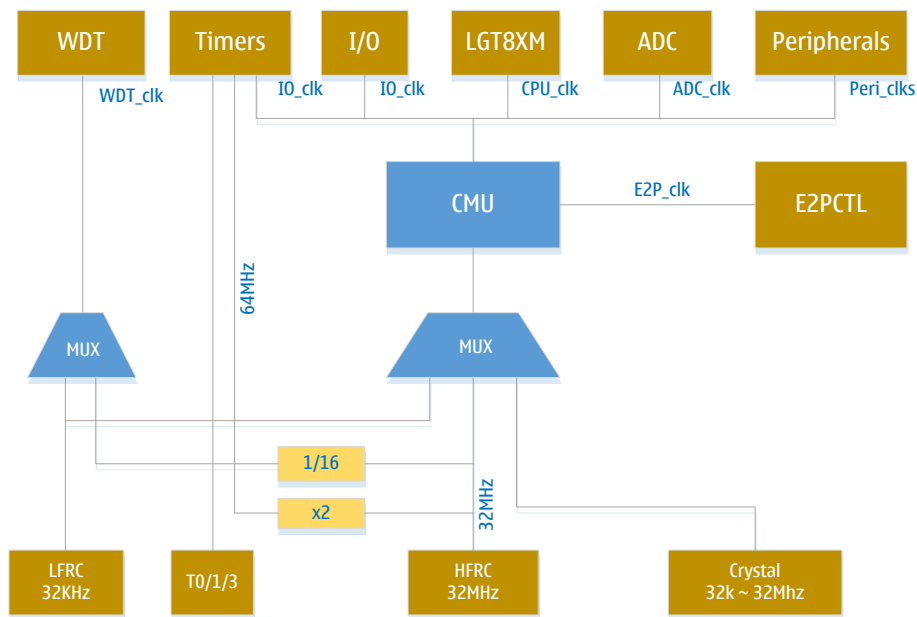 WDT
Timers
I/O
LGT8XM
ADC
Peripherals
WDT_clk
IO_clk
IO_clk
CPU_clk
ADC_clk
Peri_clks
CMU
E2P_clk
E2PCTL
64MHz
MUX
MUX
1/16
x2
32MHz
LFRC
32KHz
T0/1/3
HFRC
32MHz
Crystal
32k ~ 32Mhz